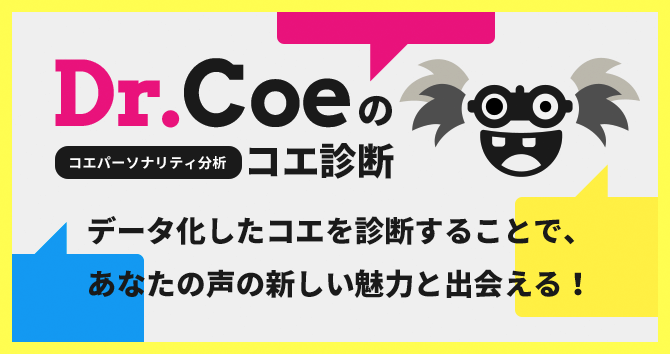 Dr.Coeの
コエパーソナリティ分析
コエ診断
データ化したコエを診断することで、
あなたの声の新しい魅力と出会える！